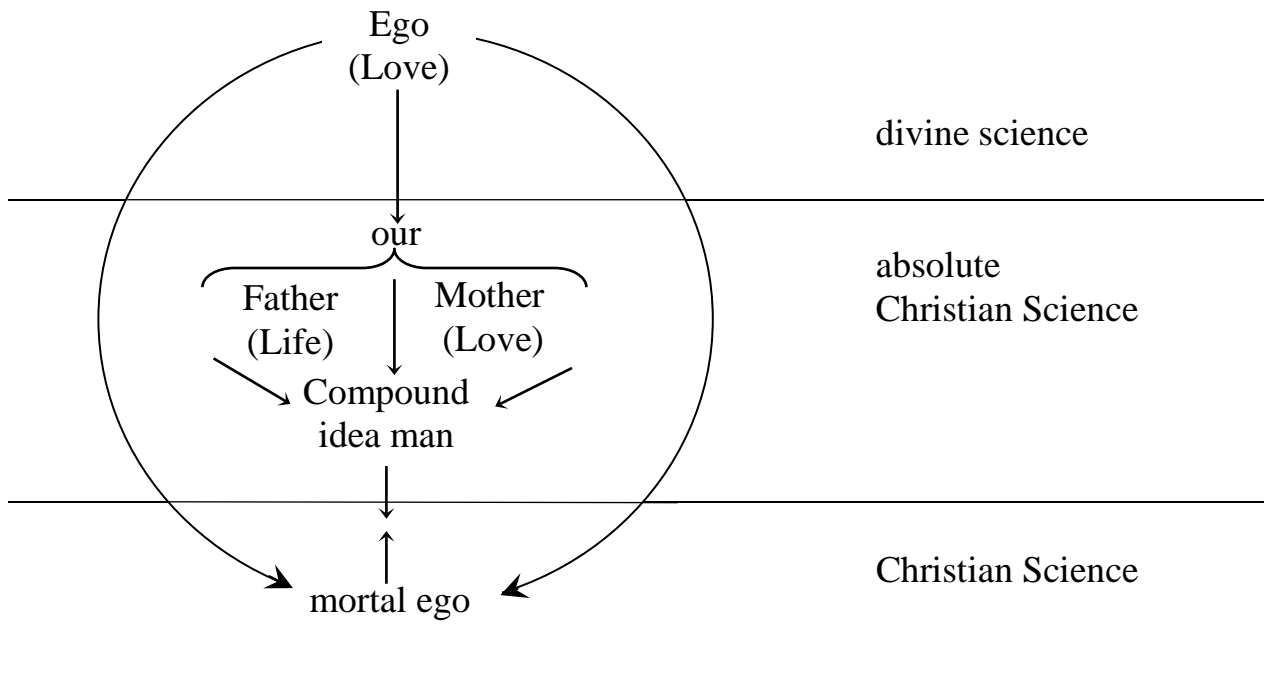 Ego
(Love)
divine science
our
absolute
Christian Science
Father
(Life)
Mother
(Love)
Compound
idea man
Christian Science
mortal ego